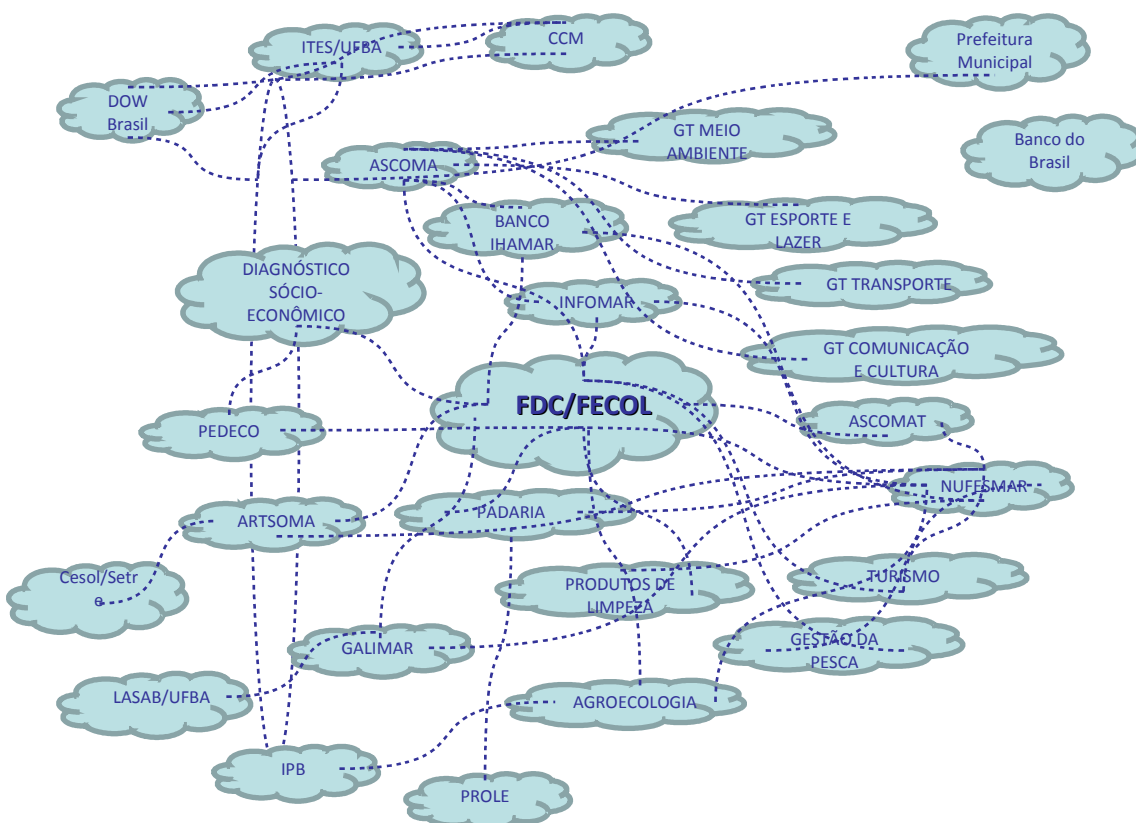 ITES/UFBA
CCM
Prefeitura
Municipal
DOW
Brasil
GT MEIO
AMBIENTE
Banco do
Brasil
ASCOMA
BANCO
IHAMAR
GT ESPORTE E
LAZER
DIAGNÓSTICO
SÓCIO-
ECONÔMICO
INFOMAR
GT TRANSPORTE
GT COMUNICAÇÃO
E CULTURA
FDC/FECOL
PEDECO
ASCOMAT
NUFESMAR
ARTSOMA
PADARIA
Cesol/Setr
e
PRODUTOS DE
LIMPEZA
TURISMO
GALIMAR
GESTÃO DA
PESCA
LASAB/UFBA
AGROECOLOGIA
IPB
PROLE